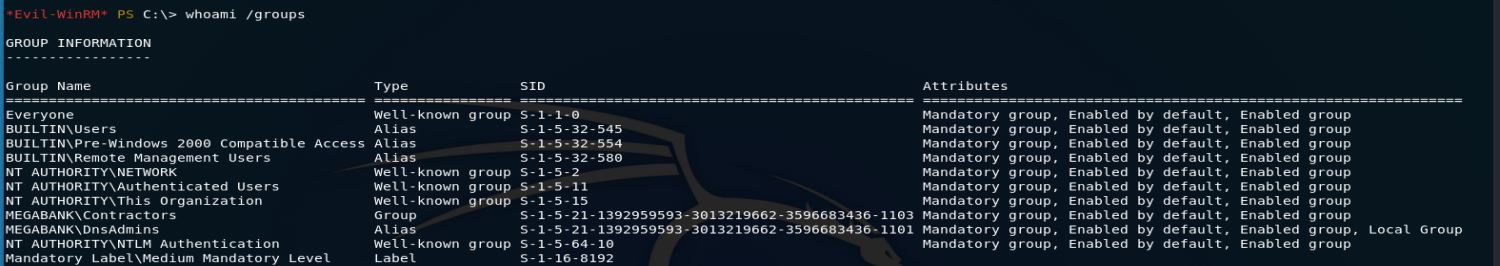 *Evil-WinRM* PS C:\> whoami /groups
GROUP INFORMATION
-----------------
Group Name Type SID Attributes
========================================== ================ ============================================== ===============================================================
Everyone Well-known group S-1-1-0 Mandatory group, Enabled by default, Enabled group
BUILTIN\Users Alias S-1-5-32-545 Mandatory group, Enabled by default, Enabled group
BUILTIN\Pre-Windows 2000 Compatible Access Alias S-1-5-32-554 Mandatory group, Enabled by default, Enabled group
BUILTIN\Remote Management Users Alias S-1-5-32-580 Mandatory group, Enabled by default, Enabled group
NT AUTHORITY\NETWORK Well-known group S-1-5-2 Mandatory group, Enabled by default, Enabled group
NT AUTHORITY\Authenticated Users Well-known group S-1-5-11 Mandatory group, Enabled by default, Enabled group
NT AUTHORITY\This Organization Well-known group S-1-5-15 Mandatory group, Enabled by default, Enabled group
MEGABANK\Contractors Group S-1-5-21-1392959593-3013219662-3596683436-1103 Mandatory group, Enabled by default, Enabled group
MEGABANK\DnsAdmins Alias S-1-5-21-1392959593-3013219662-3596683436-1101 Mandatory group, Enabled by default, Enabled group, Local Group
NT AUTHORITY\NTLM Authentication Well-known group S-1-5-64-10 Mandatory group, Enabled by default, Enabled group
Mandatory Label\Medium Mandatory Level Label S-1-16-8192